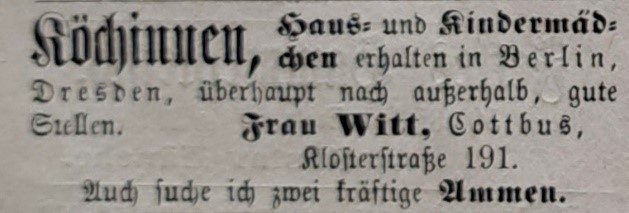 Köchinnen, Haus- und Kindermäd-
chen erhalten in Berlin,
Dresden, überhaupt nach außerhalb, gute
Stellen. Frau Witt, Cottbus,
Klosterstraße 191.
Auch suche ich zwei kräftige Ammen.